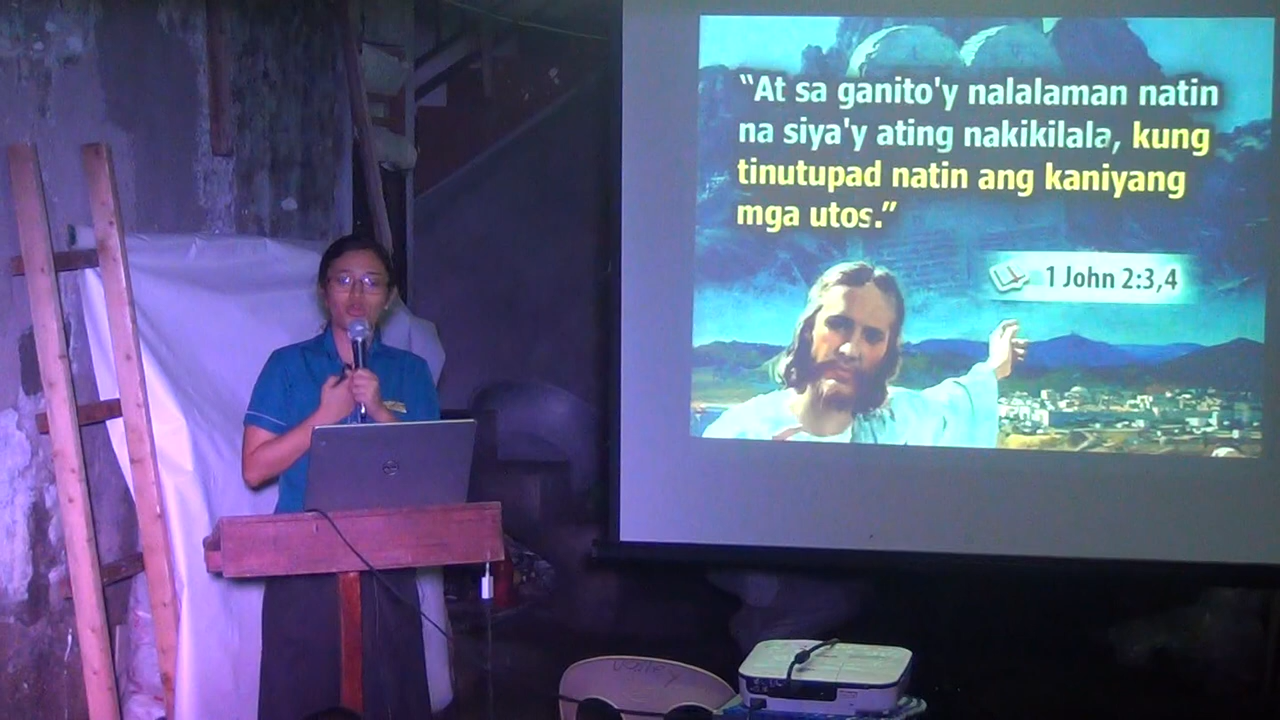 “At sa ganito'y nalalaman natin
na siya'y ating nakikilala, kung
tinutupad natin ang kaniyang
mga utos.”
1 John 2:3,4
DELL